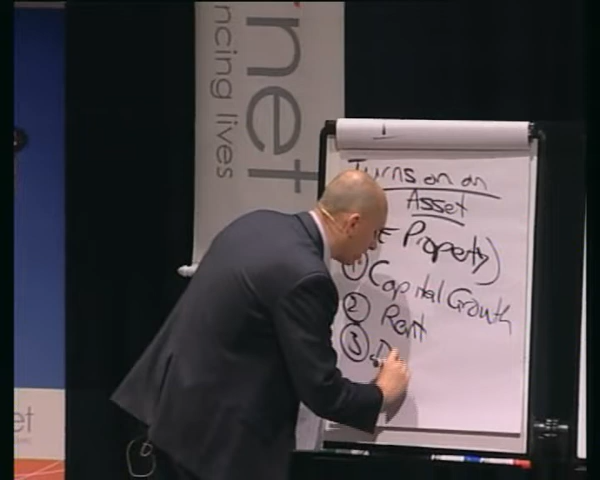 net
ncing lives
et
Turns on an
Asset
Property)
① Capital Growth
② Rent
③